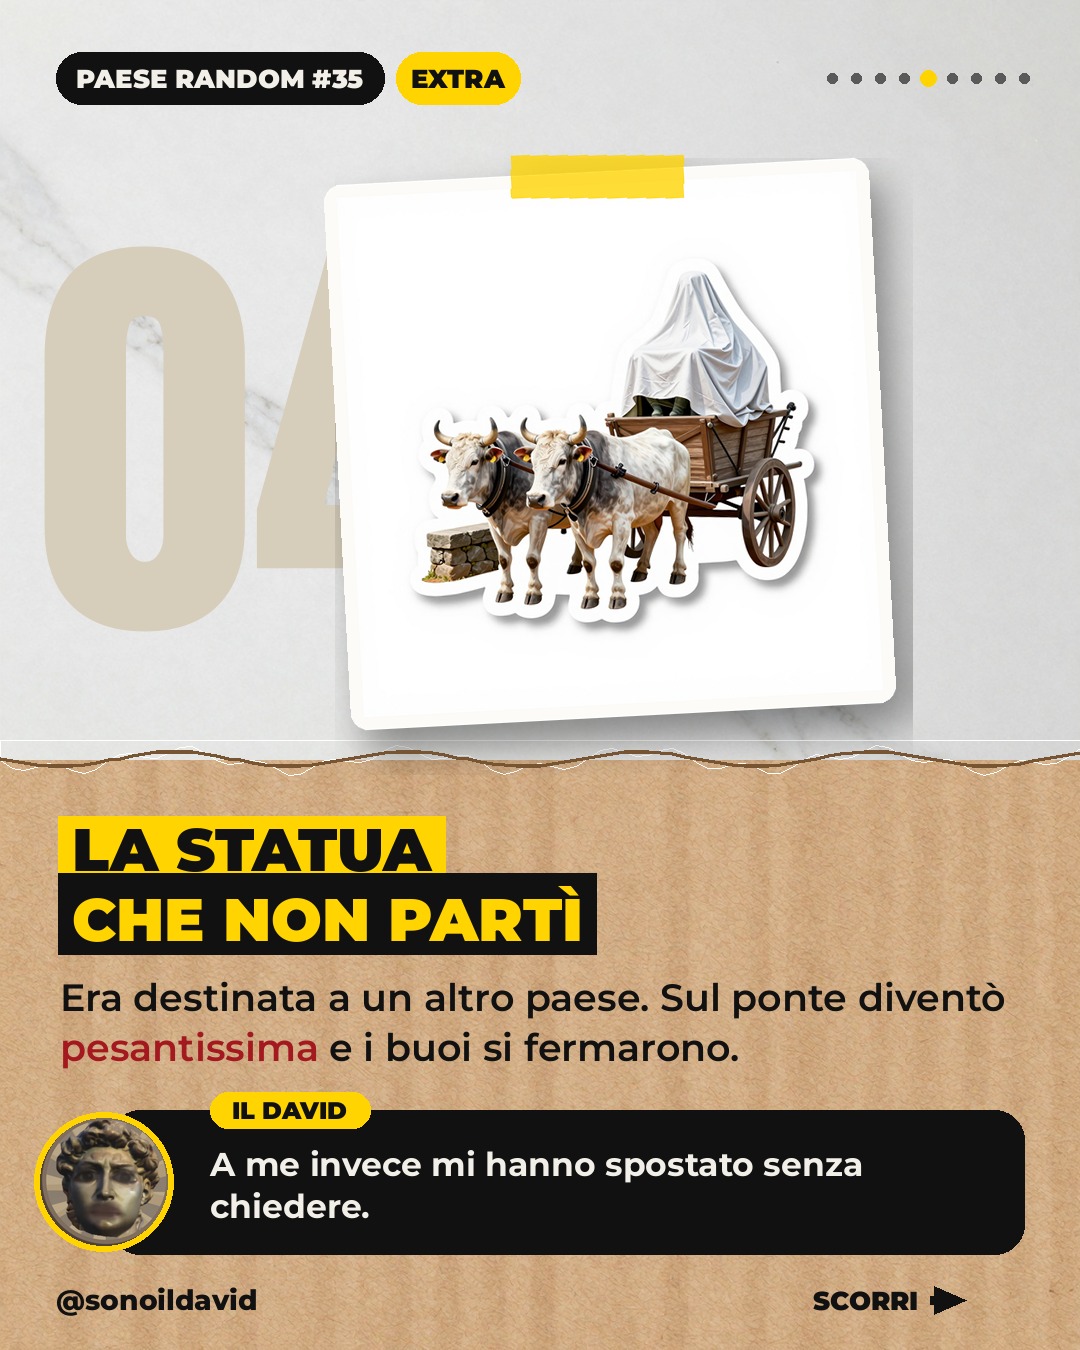 PAESE RANDOM #35
EXTRA
04
LA STATUA
CHE NON PARTÌ
Era destinata a un altro paese. Sul ponte diventò
pesantissima e i buoi si fermarono.
IL DAVID
A me invece mi hanno spostato senza
chiedere.
@sonoildavid
SCORRI